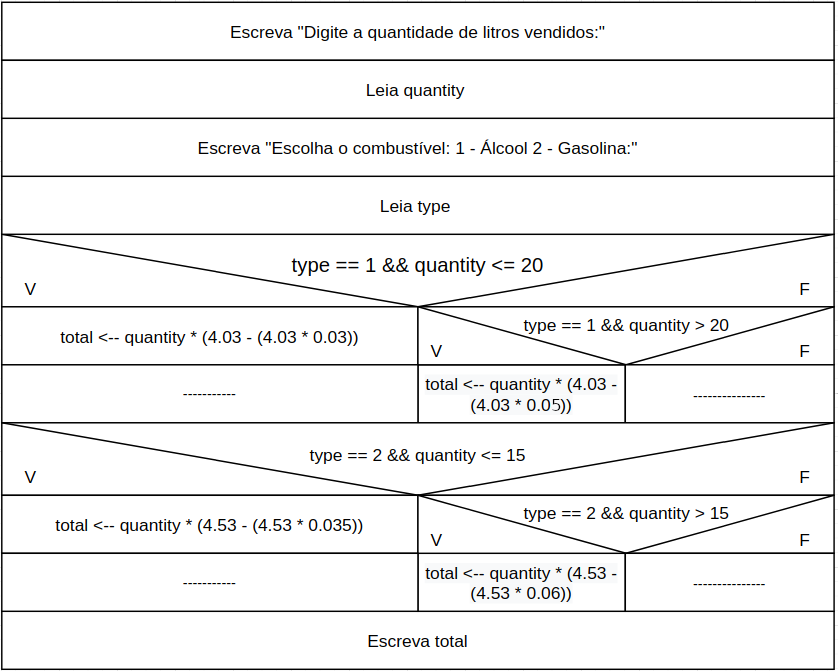 Escreva "Digite a quantidade de litros vendidos:"
Leia quantity
Escreva "Escolha o combustível: 1 - Álcool 2 - Gasolina:"
Leia type
type == 1 && quantity <= 20
V
F
total <-- quantity * (4.03 - (4.03 * 0.03))
type == 1 && quantity > 20
V
F
-----------
total <-- quantity * (4.03 -
(4.03 * 0.05))
---------------
type == 2 && quantity <= 15
V
F
total <-- quantity * (4.53 - (4.53 * 0.035))
type == 2 && quantity > 15
V
F
-----------
total <-- quantity * (4.53 -
(4.53 * 0.06))
---------------
Escreva total